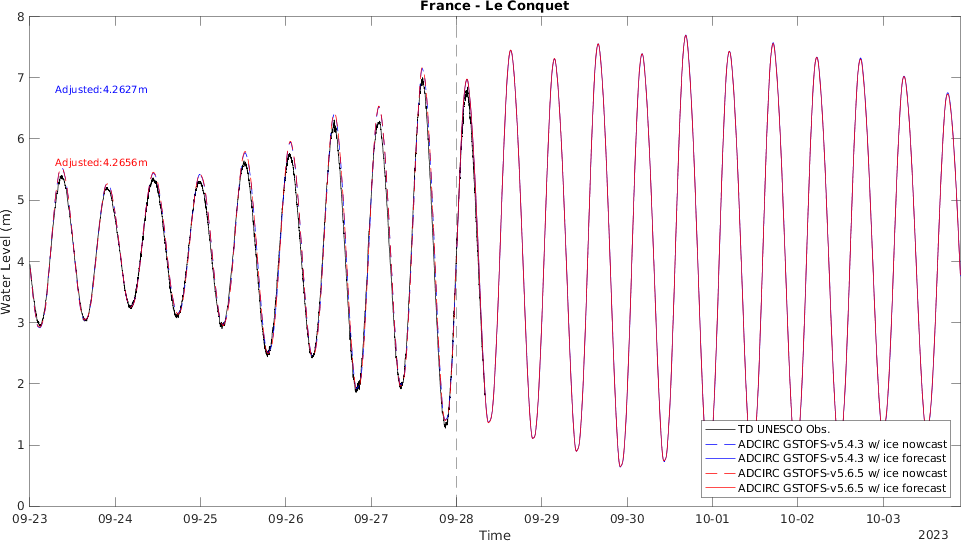 France - Le Conquet
8
7
6
5
4
3
2
1
0
Water Level (m)
Adjusted:4.2627m
Adjusted:4.2656m
TD UNESCO Obs.
ADCIRC GSTOFS-v5.4.3 w/ ice nowcast
ADCIRC GSTOFS-v5.4.3 w/ ice forecast
ADCIRC GSTOFS-v5.6.5 w/ ice nowcast
ADCIRC GSTOFS-v5.6.5 w/ ice forecast
09-23 09-24 09-25 09-26 09-27 09-28 09-29 09-30 10-01 10-02 10-03
Time
2023